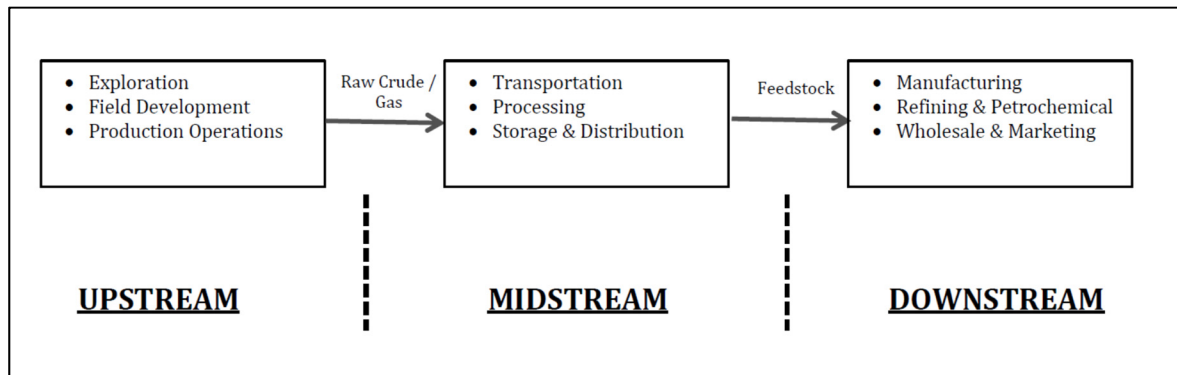 • Exploration
• Field Development
• Production Operations
Raw Crude /
Gas
• Transportation
• Processing
• Storage & Distribution
Feedstock
• Manufacturing
• Refining & Petrochemical
• Wholesale & Marketing
UPSTREAM
MIDSTREAM
DOWNSTREAM